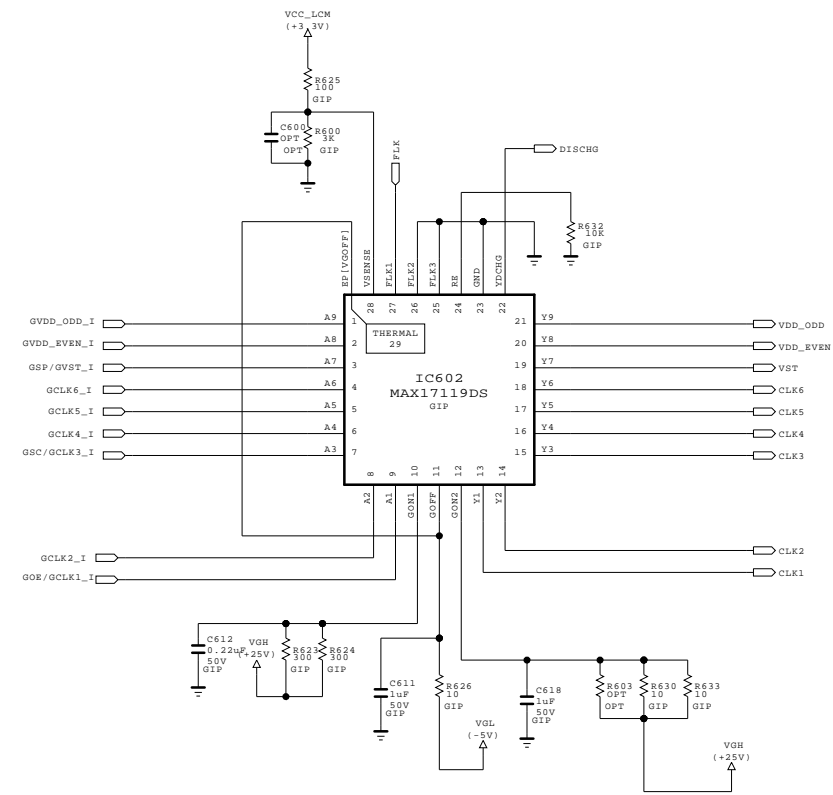 VCC_LCM
(+3.3V)
R625
100
GIP
C600
OPT
OPT
R600
3K
GIP
FLK
DISCHG
R632
10K
GIP
EP[VGOFF]
VSENSE
FLK1
FLK2
FLK3
RE
GND
YDCHG
28
27
26
25
24
23
22
GVDD_ODD_I
A9
1
THERMAL
29
21
Y9
VDD_ODD
GVDD_EVEN_I
A8
2
20
Y8
VDD_EVEN
GSP/GVST_I
A7
3
19
Y7
VST
GCLK6_I
A6
4
IC602
MAX17119DS
GIP
18
Y6
CLK6
GCLK5_I
A5
5
17
Y5
CLK5
GCLK4_I
A4
6
16
Y4
CLK4
GSC/GCLK3_I
A3
7
15
Y3
CLK3
8
9
10
11
12
13
14
A2
A1
GON1
GOFF
GON2
Y1
Y2
GCLK2_I
CLK2
GOE/GCLK1_I
CLK1
C612
0.22uF
50V
GIP
VGH
(+25V)
R623
300
GIP
R624
300
GIP
C611
1uF
50V
GIP
R626
10
GIP
VGL
(-5V)
C618
1uF
50V
GIP
R603
OPT
OPT
R630
10
GIP
R633
10
GIP
VGH
(+25V)